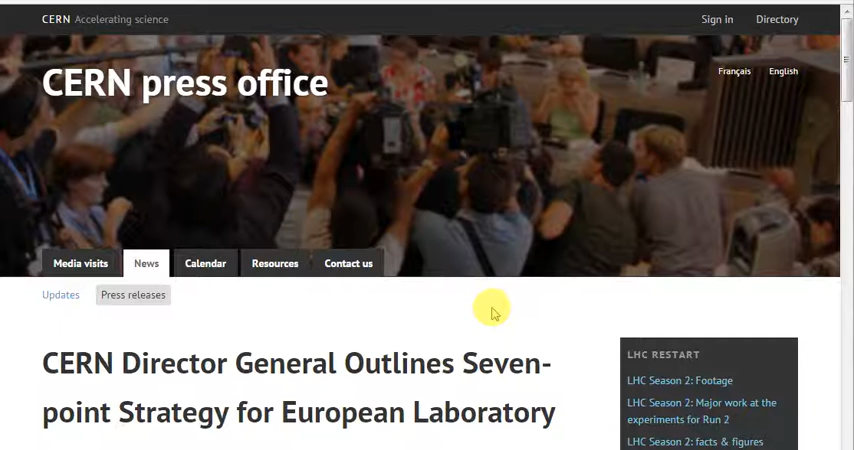 CERN Accelerating science
Sign in Directory
CERN press office
Français English
Media visits News Calendar Resources Contact us
Updates Press releases
CERN Director General Outlines Seven-
point Strategy for European Laboratory
LHC RESTART
LHC Season 2: Footage
LHC Season 2: Major work at the
experiments for Run 2
LHC Season 2: facts & figures